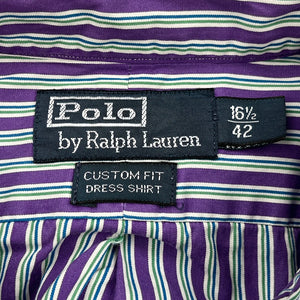 Polo
by Ralph Lauren
16½
42
CUSTOM FIT
DRESS SHIRT